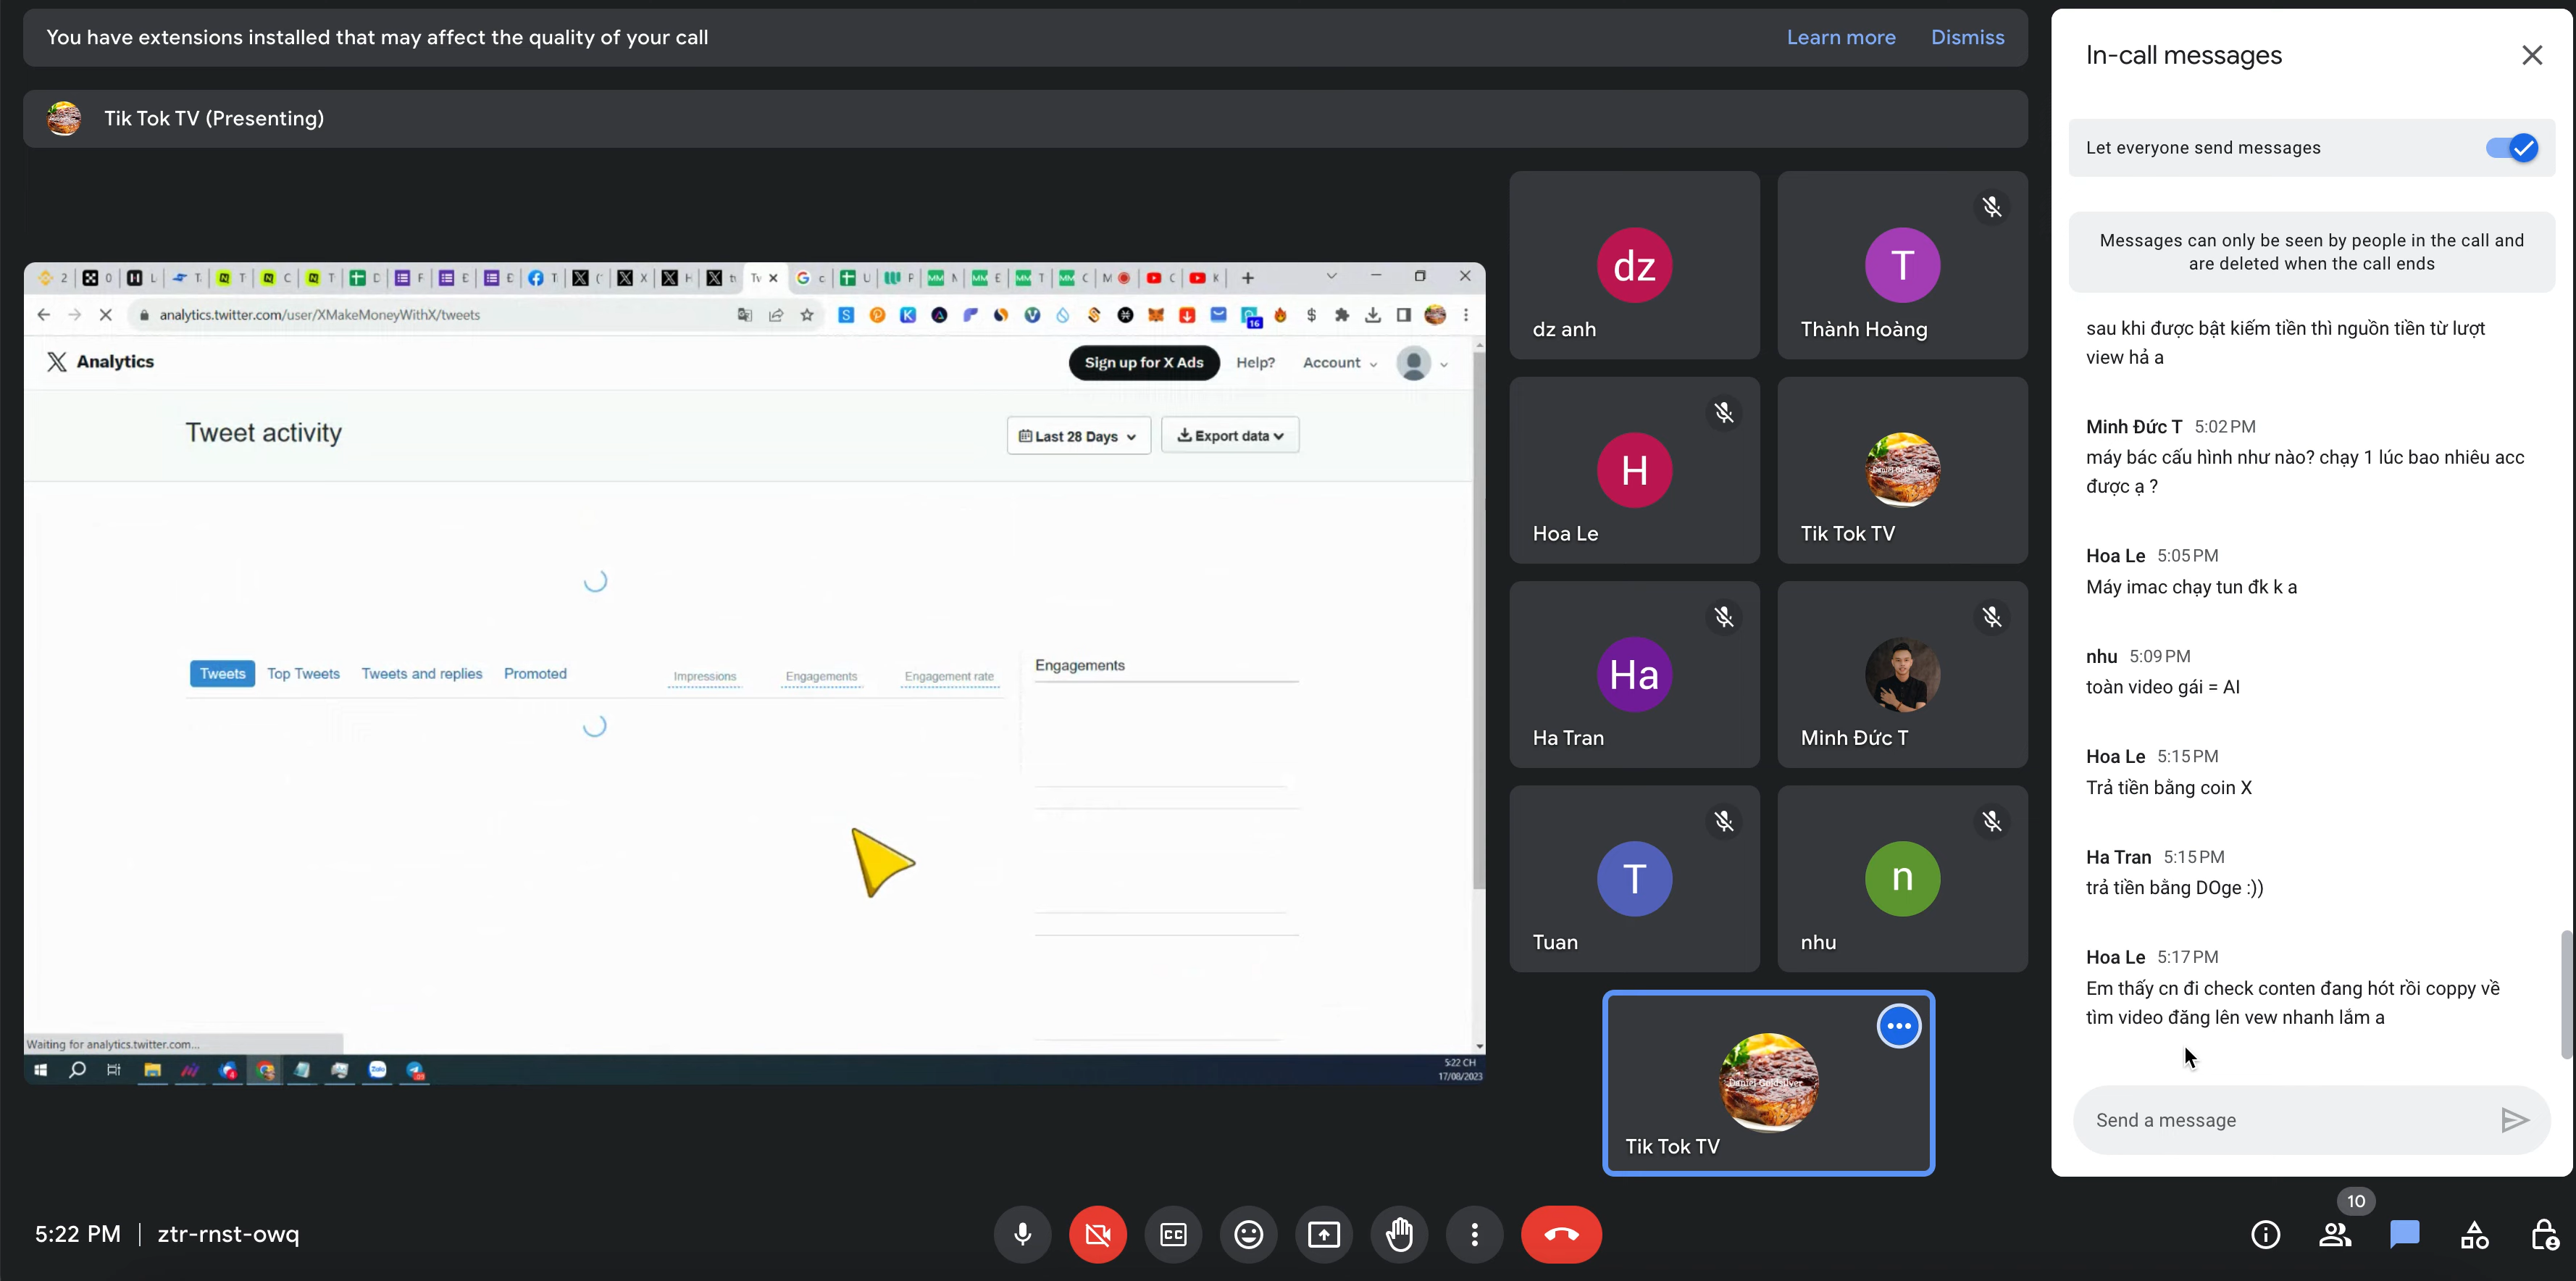 You have extensions installed that may affect the quality of your call
Learn more
Dismiss
Tik Tok TV (Presenting)
analytics.twitter.com/user/XMakeMoneyWithX/tweets
16
Analytics
Sign up for X Ads
Help?
Account
Tweet activity
Last 28 Days
Export data
Tweets
Top Tweets
Tweets and replies
Promoted
Impressions
Engagements
Engagement rate
Engagements
Waiting for analytics.twitter.com...
Zalo
5:22 CH
17/08/2023
dz
dz anh
T
Thành Hoàng
H
Hoa Le
Daniel Goldsilver
Tik Tok TV
Ha
Ha Tran
Minh Đức T
T
Tuan
n
nhu
Daniel Goldsilver
Tik Tok TV
In-call messages
Let everyone send messages
Messages can only be seen by people in the call and
are deleted when the call ends
sau khi được bật kiếm tiền thì nguồn tiền từ lượt
view hả a
Minh Đức T 5:02 PM
máy bác cấu hình như nào? chạy 1 lúc bao nhiêu acc
được ạ ?
Hoa Le 5:05 PM
Máy imac chạy tun đk k a
nhu 5:09 PM
toàn video gái = AI
Hoa Le 5:15 PM
Trả tiền bằng coin X
Ha Tran 5:15 PM
trả tiền bằng DOge :))
Hoa Le 5:17 PM
Em thấy cn đi check conten đang hót rồi coppy về
tìm video đăng lên vew nhanh lắm a
Send a message
5:22 PM | ztr-rnst-owq
CC
10